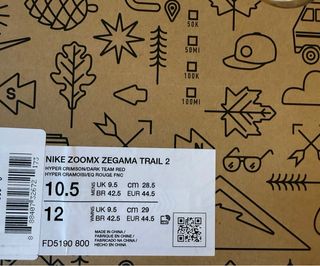 50K
50MI
100K
100MI
NIKE ZOOMX ZEGAMA TRAIL 2
HYPER CRIMSON/DARK TEAM RED
HYPER CRAMOISI/EQ ROUGE FNC
10.5 MENS UK 9.5 cm 28.5
BR 42.5 EUR 44.5
12 WMNS UK 9.5 cm 29
BR 42.5 EUR 44.5
FD5190 800
MADE IN CHINA/
FABRIQUE EN CHINE/
FABRICADO NA CHINA/
HECHO EN CHINA
N
S